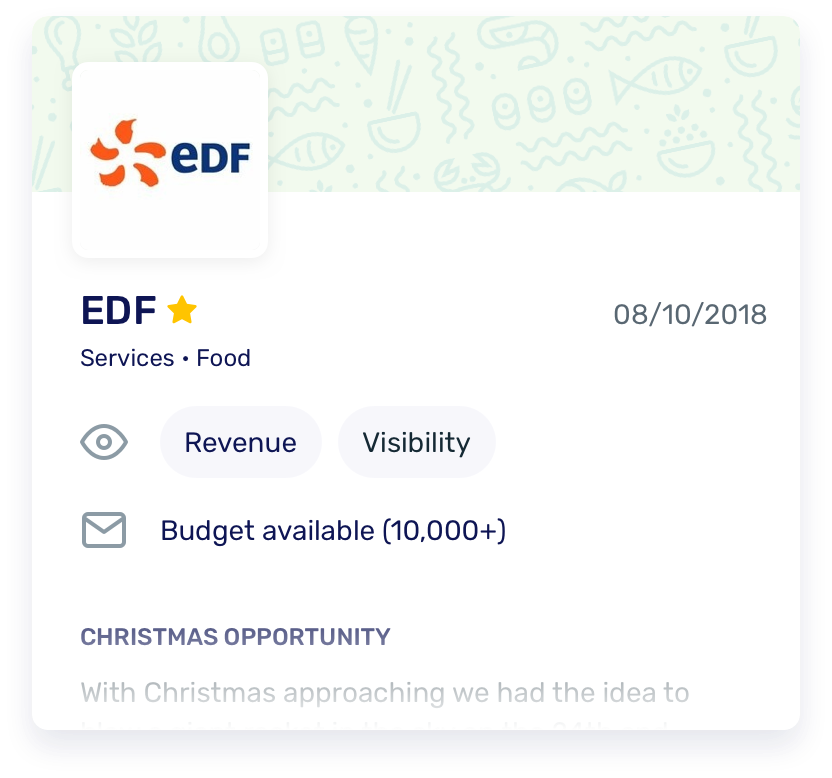 eDF
EDF
08/10/2018
Services • Food
Revenue
Visibility
Budget available (10,000+)
CHRISTMAS OPPORTUNITY
With Christmas approaching we had the idea to